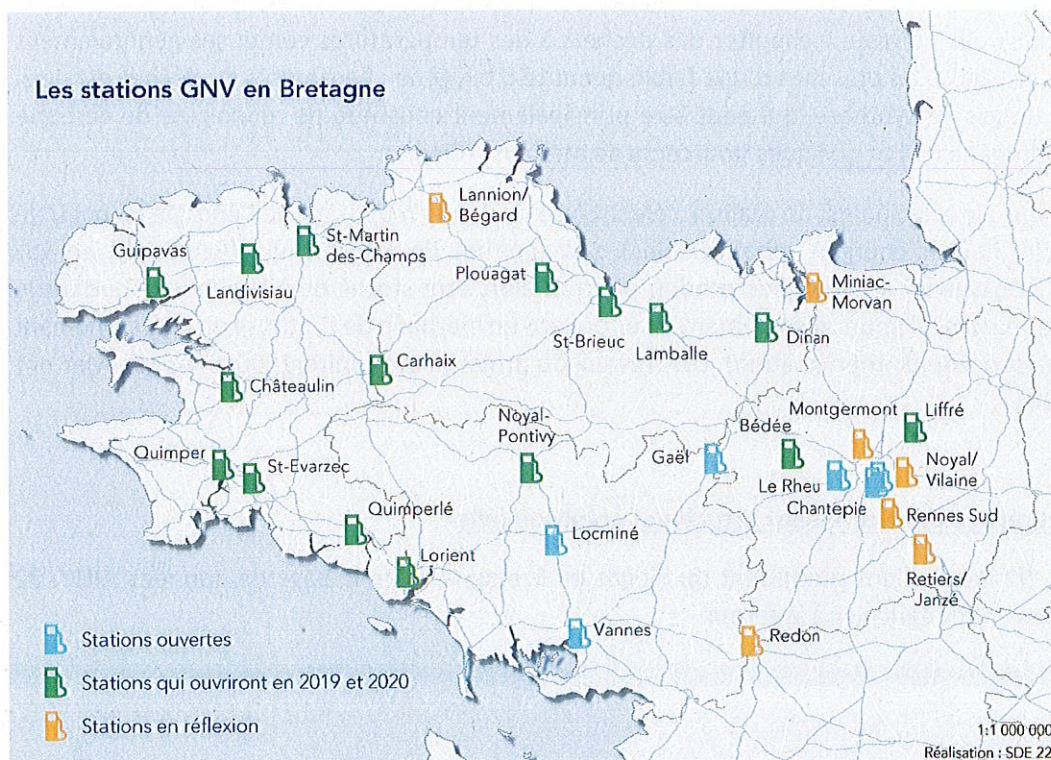 Les stations GNV en Bretagne
Lannion/
Bégard
St-Martin
des-Champs
Guipavas
Landivisiau
Plouagat
Miniac-
Morvan
St-Brieuc
Lamballe
Dinan
Carhaix
Châteaulin
Noyal-
Pontivy
Montgermont
Liffré
Bédée
Quimper
St-Evarzec
Gaël
Le Rheu
Noyal/
Vilaine
Chantepie
Quimperlé
Rennes Sud
Locminé
Lorient
Retiers/
Janzé
Vannes
Redon
Stations ouvertes
Stations qui ouvriront en 2019 et 2020
Stations en réflexion
1:1 000 000
Réalisation : SDE 22